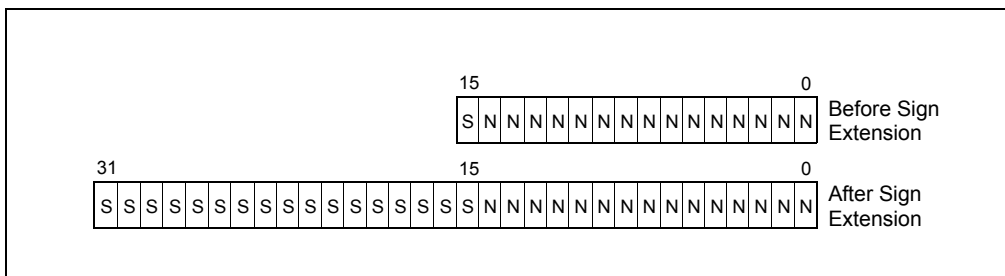 15 0
S N N N N N N N N N N N N N N N
Before Sign
Extension
31 15 0
S S S S S S S S S S S S S S S S S N N N N N N N N N N N N N N N
After Sign
Extension